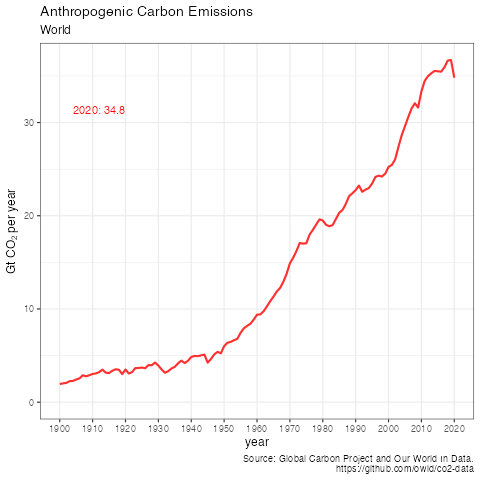 Anthropogenic Carbon Emissions
World
2020: 34.8
Gt CO₂ per year
30
20
10
0
1900 1910 1920 1930 1940 1950 1960 1970 1980 1990 2000 2010 2020
year
Source: Global Carbon Project and Our World in Data.
https://github.com/owid/co2-data